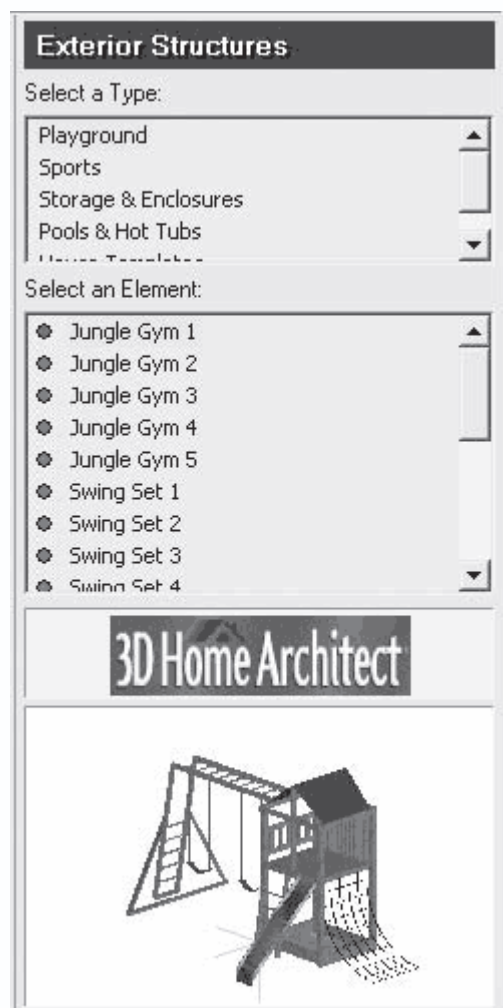 Exterior Structures
Select a Type:
Playground
Sports
Storage & Enclosures
Pools & Hot Tubs
House Templates
Select an Element:
Jungle Gym 1
Jungle Gym 2
Jungle Gym 3
Jungle Gym 4
Jungle Gym 5
Swing Set 1
Swing Set 2
Swing Set 3
Swing Set 4
3D Home Architect